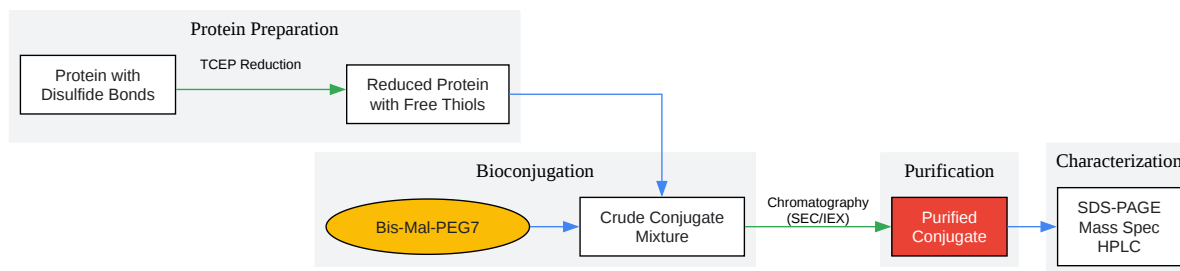 Protein Preparation
Protein with
Disulfide Bonds
TCEP Reduction
Reduced Protein
with Free Thiols
Bioconjugation
Bis-Mal-PEG7
Crude Conjugate
Mixture
Chromatography
(SEC/IEX)
Purification
Purified
Conjugate
Characterization
SDS-PAGE
Mass Spec
HPLC